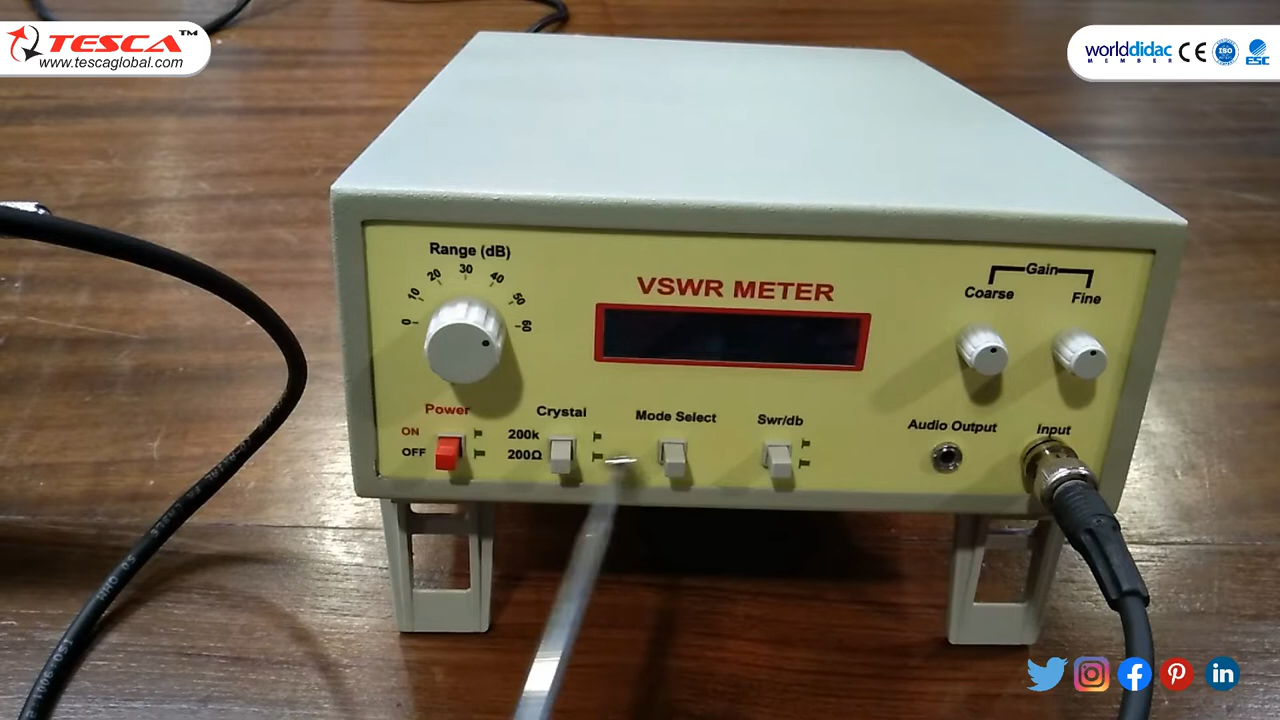 TESCA™
www.tescaglobal.com
worlddidac
MEMBER
CE
ISO
ESC
Range (dB)
0 10 20 30 40 50 60
VSWR METER
Gain
Coarse
Fine
Power
ON
OFF
Crystal
200k
200Ω
Mode Select
Swr/db
Audio Output
Input